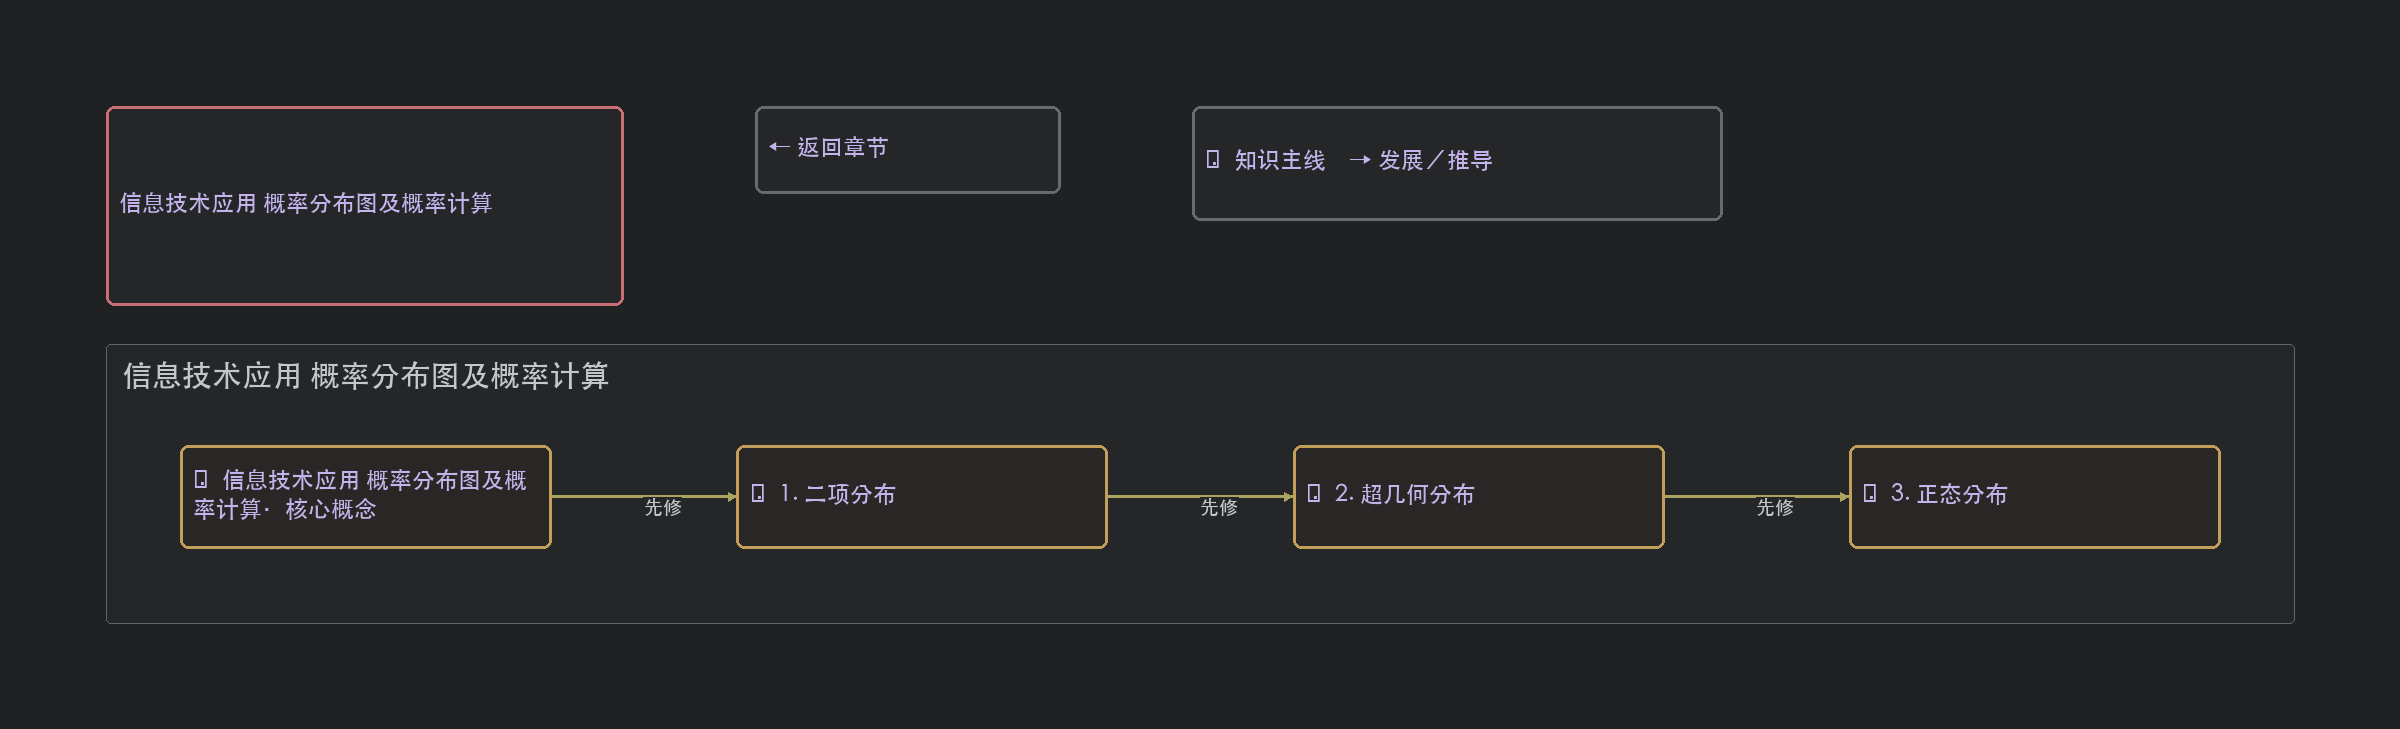 信息技术应用 概率分布图及概率计算
← 返回章节
知识主线 → 发展／推导
信息技术应用 概率分布图及概率计算
信息技术应用 概率分布图及概
率计算· 核心概念
先修
1. 二项分布
先修
2. 超几何分布
先修
3. 正态分布